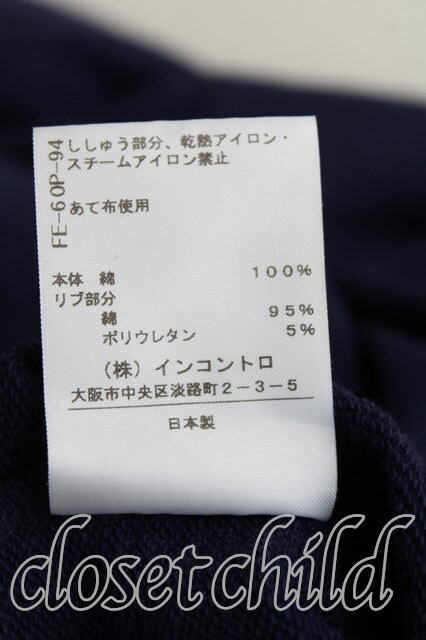 FE-60P-94
ししゅう部分、乾熱アイロン・
スチームアイロン禁止
あて布使用
本体 綿 100%
リブ部分
綿 95%
ポリウレタン 5%
(株) インコントロ
大阪市中央区淡路町2-3-5
日本製
closet child